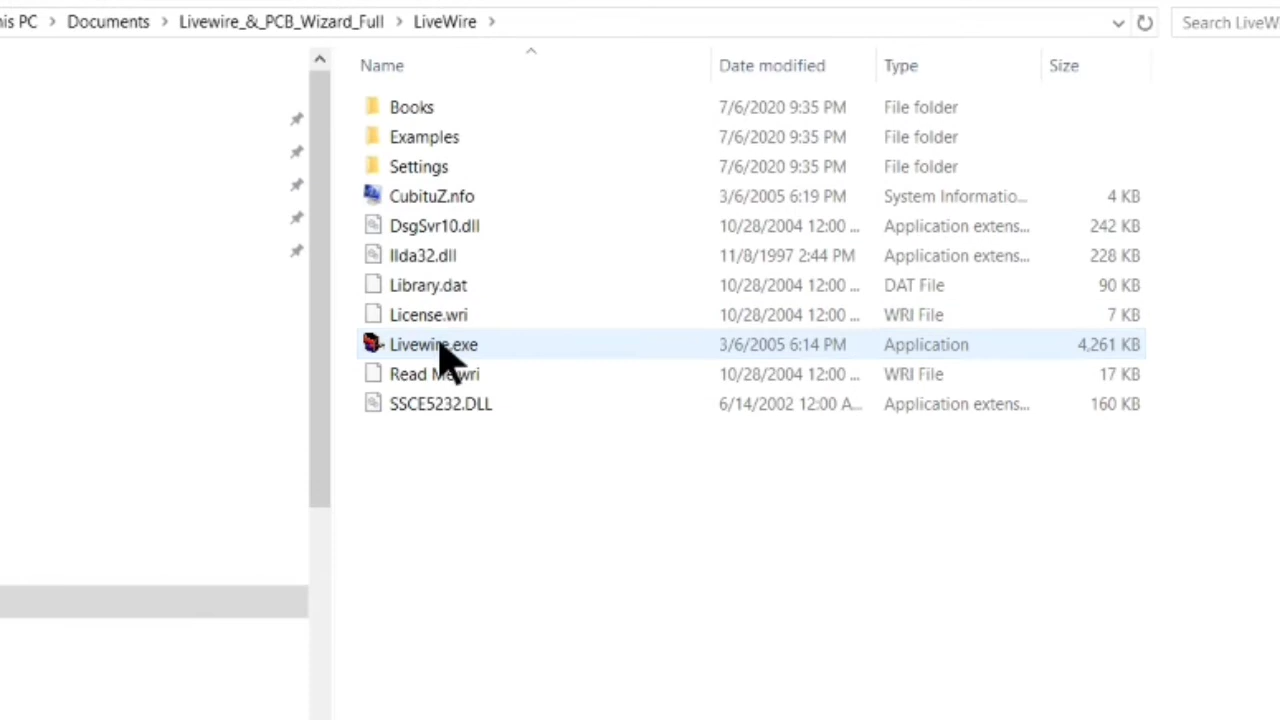 his PC > Documents > Livewire_&_PCB_Wizard_Full > LiveWire >
Search LiveW
Name Date modified Type Size
Books 7/6/2020 9:35 PM File folder
Examples 7/6/2020 9:35 PM File folder
Settings 7/6/2020 9:35 PM File folder
CubituZ.nfo 3/6/2005 6:19 PM System Informatio... 4 KB
DsgSvr10.dll 10/28/2004 12:00 ... Application extens... 242 KB
llda32.dll 11/8/1997 2:44 PM Application extens... 228 KB
Library.dat 10/28/2004 12:00 ... DAT File 90 KB
License.wri 10/28/2004 12:00 ... WRI File 7 KB
Livewire.exe 3/6/2005 6:14 PM Application 4,261 KB
Read Me.wri 10/28/2004 12:00 ... WRI File 17 KB
SSCE5232.DLL 6/14/2002 12:00 A... Application extens... 160 KB